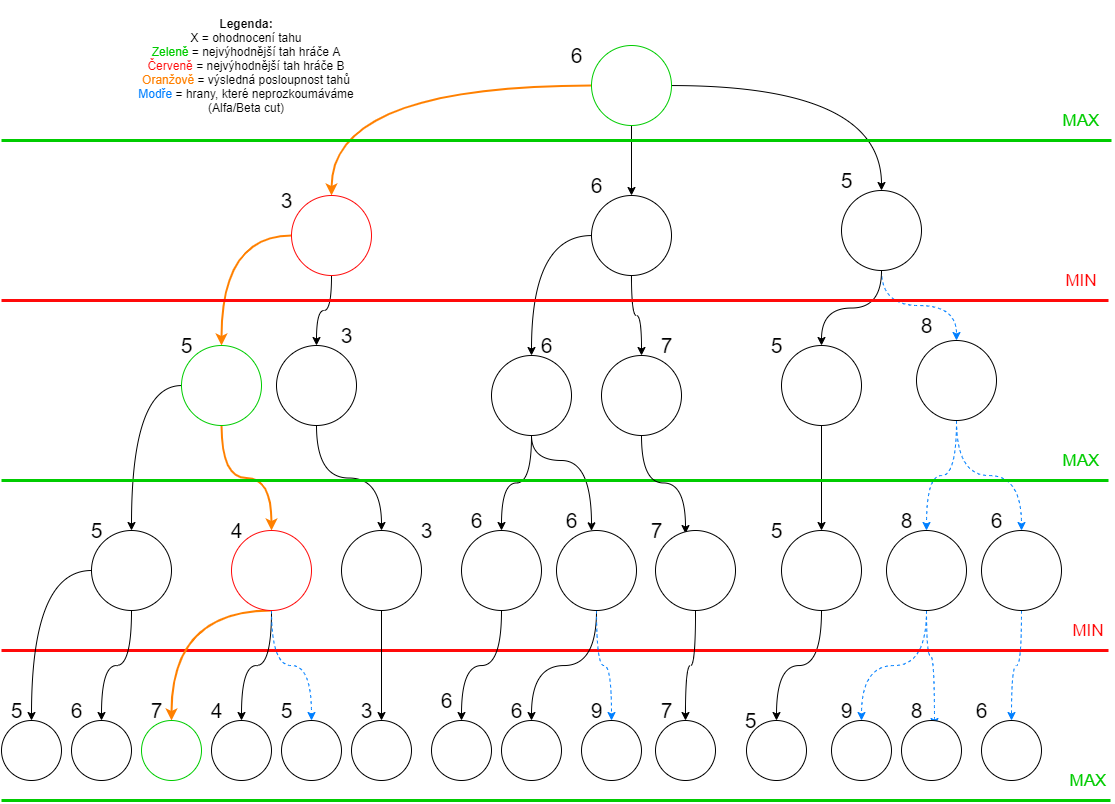 Legenda:
X = ohodnocení tahu
Zeleně = nejvýhodnější tah hráče A
Červeně = nejvýhodnější tah hráče B
Oranžově = výsledná posloupnost tahů
Modře = hrany, které neprozkoumáváme
(Alfa/Beta cut)
6
MAX
3
6
5
MIN
5
3
6
7
5
8
MAX
5
4
3
6
6
7
5
8
6
MIN
5
6
7
4
5
3
6
6
9
7
5
9
8
6
MAX